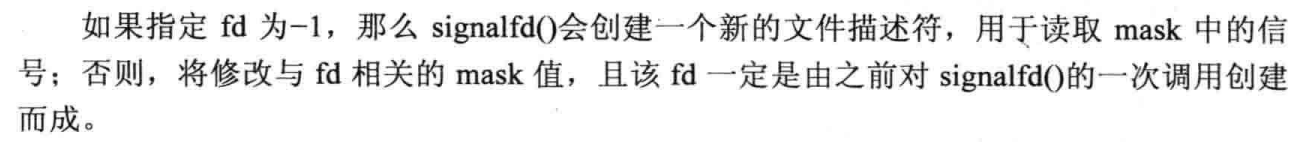 如果指定 fd 为−1，那么 signalfd()会创建一个新的文件描述符，用于读取 mask 中的信
号；否则，将修改与 fd 相关的 mask 值，且该 fd 一定是由之前对 signalfd()的一次调用创建
而成。